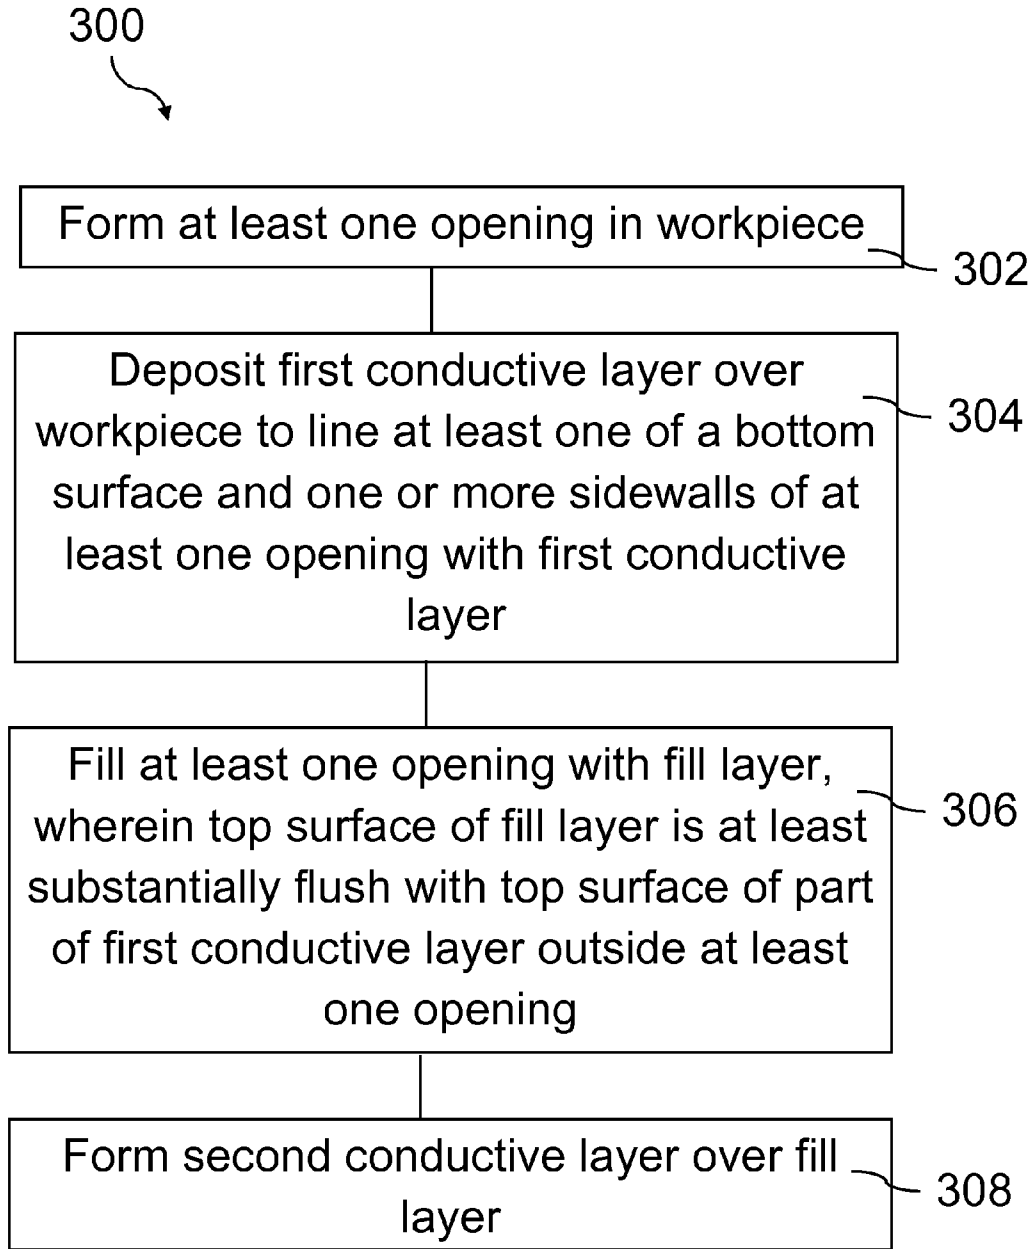 300
Form at least one opening in workpiece
302
Deposit first conductive layer over
workpiece to line at least one of a bottom
surface and one or more sidewalls of at
least one opening with first conductive
layer
304
Fill at least one opening with fill layer,
wherein top surface of fill layer is at least
substantially flush with top surface of part
of first conductive layer outside at least
one opening
306
Form second conductive layer over fill
layer
308